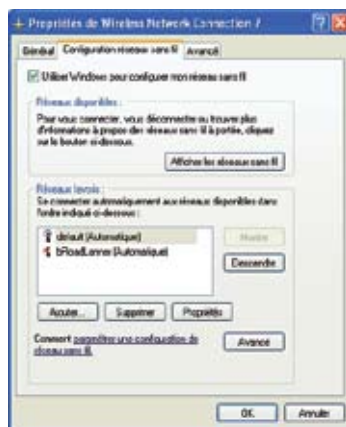 Propriétés de Wireless Network Connection 7
Général Configuration réseaux sans fil Avancé
Utiliser Windows pour configurer mon réseau sans fil
Réseaux disponibles :
Pour vous connecter, vous déconnecter ou trouver plus
d'informations à propos des réseaux sans fil à portée, cliquez
sur le bouton ci-dessous.
Afficher les réseaux sans fil
Réseaux favoris :
Se connecter automatiquement aux réseaux disponibles dans
l'ordre indiqué ci-dessous :
default (Automatique)
Monter
bRoadLanner (Automatique)
Descendre
Ajouter... Supprimer Propriétés
Comment paramétrer une configuration de
réseau sans fil.
Avancé
OK Annuler